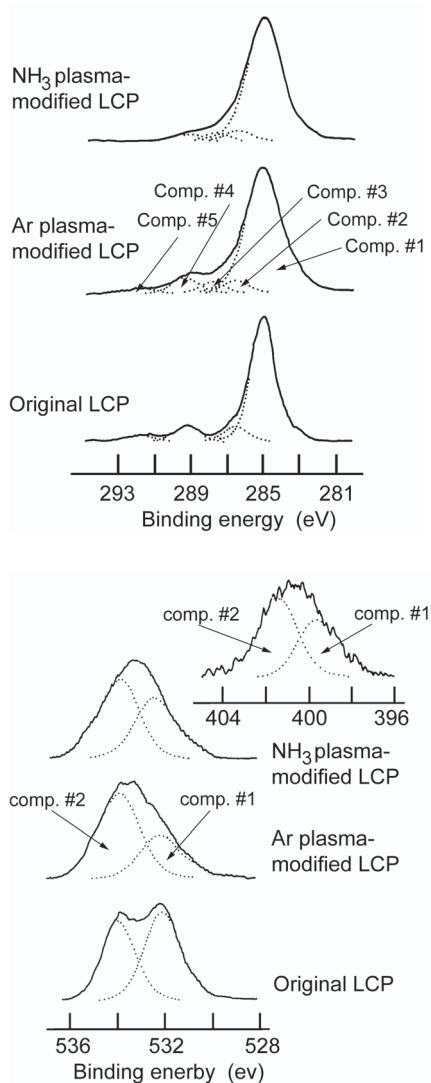 NH3 plasma-
modified LCP
Comp. #4
Comp. #3
Comp. #5
Comp. #2
Ar plasma-
modified LCP
Comp. #1
Original LCP
293 289 285 281
Binding energy (eV)
comp. #2
comp. #1
404 400 396
NH3 plasma-
modified LCP
comp. #2
comp. #1
Ar plasma-
modified LCP
Original LCP
536 532 528
Binding enerby (ev)